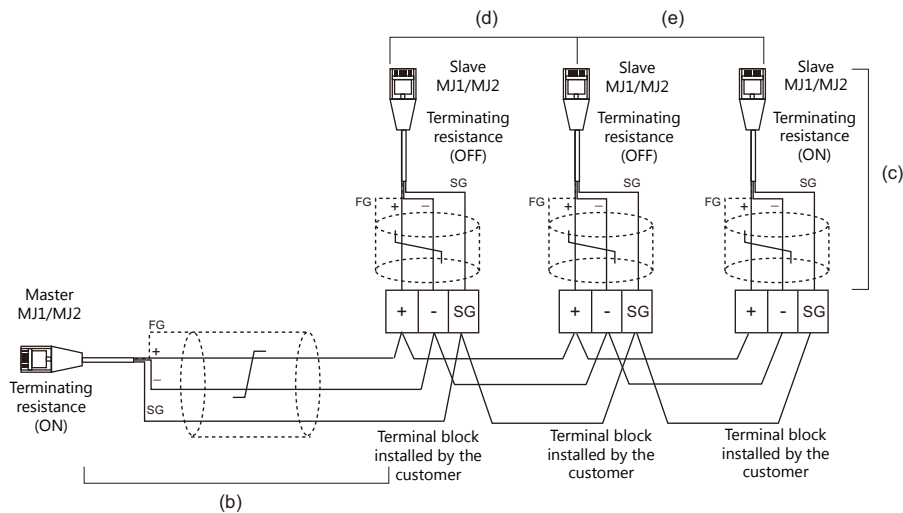 (d)
(e)
Slave
MJ1/MJ2
Terminating
resistance
(OFF)
Slave
MJ1/MJ2
Terminating
resistance
(OFF)
Slave
MJ1/MJ2
Terminating
resistance
(ON)
(c)
SG
FG
+
−
SG
FG
+
−
SG
FG
+
−
+
-
SG
+
-
SG
+
-
SG
Master
MJ1/MJ2
FG
+
−
SG
Terminating
resistance
(ON)
Terminal block
installed by the
customer
Terminal block
installed by the
customer
Terminal block
installed by the
customer
(b)